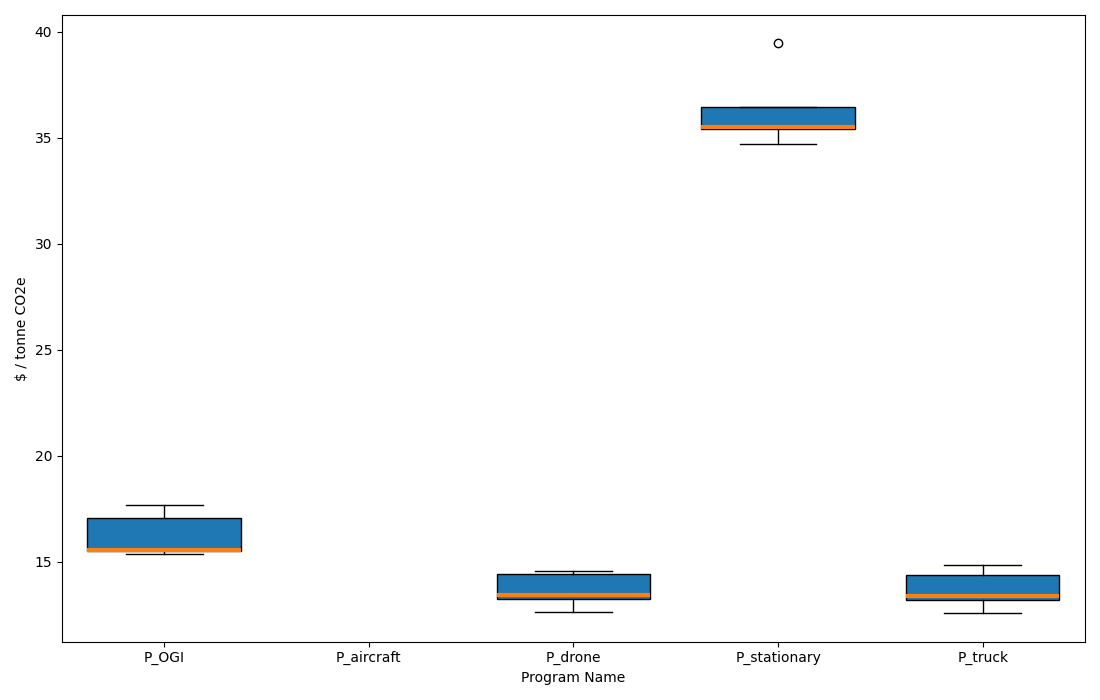 40
35
30
25
20
15
$ / tonne CO2e
P_OGI
P_aircraft
P_drone
P_stationary
P_truck
Program Name